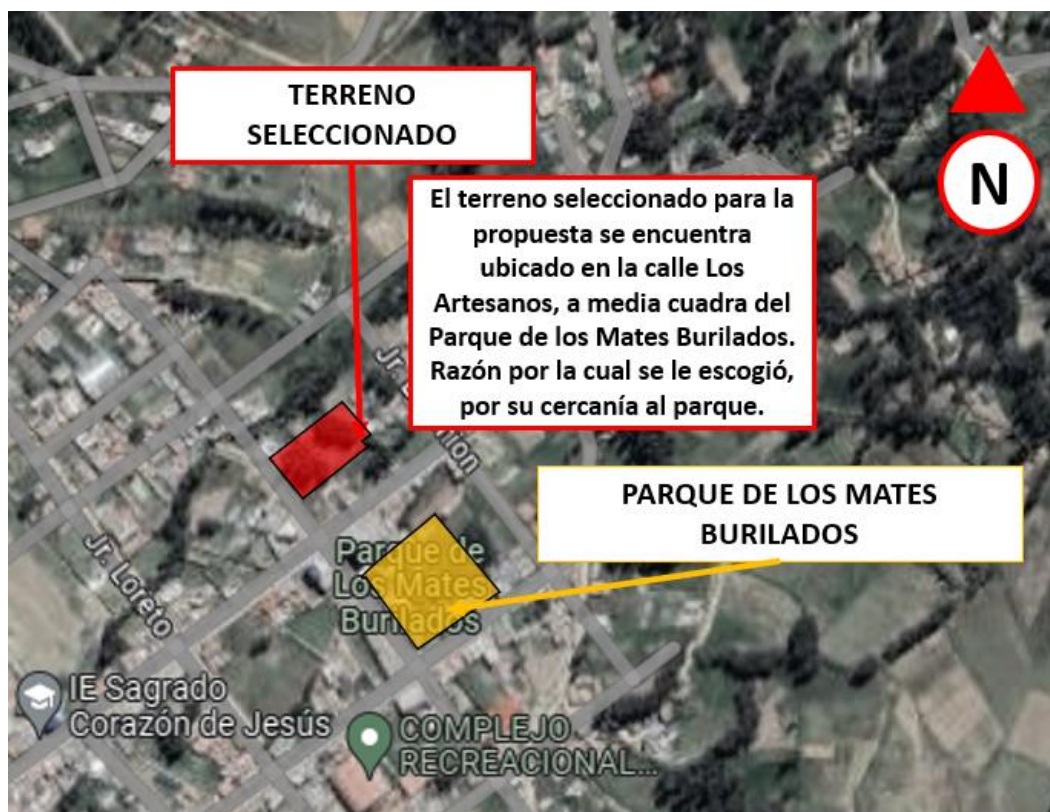 TERRENO
SELECCIONADO
N
El terreno seleccionado para la
propuesta se encuentra
ubicado en la calle Los
Artesanos, a media cuadra del
Parque de los Mates Burilados.
Razón por la cual se le escogió,
por su cercanía al parque.
Jr.
nion
PARQUE DE LOS MATES
BURILADOS
Parque de
Los Mates
Burilados
Jr. Loreto
IE Sagrado
Corazón de Jesús
COMPLEJO
RECREACIONAL...